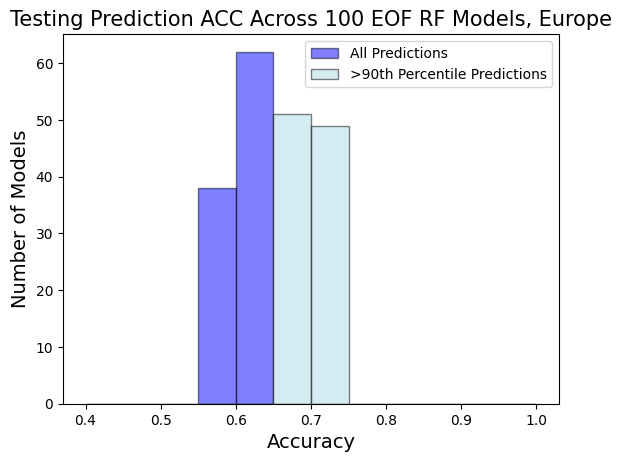 Testing Prediction ACC Across 100 EOF RF Models, Europe
All Predictions
>90th Percentile Predictions
Number of Models
60
50
40
30
20
10
0
0.4 0.5 0.6 0.7 0.8 0.9 1.0
Accuracy